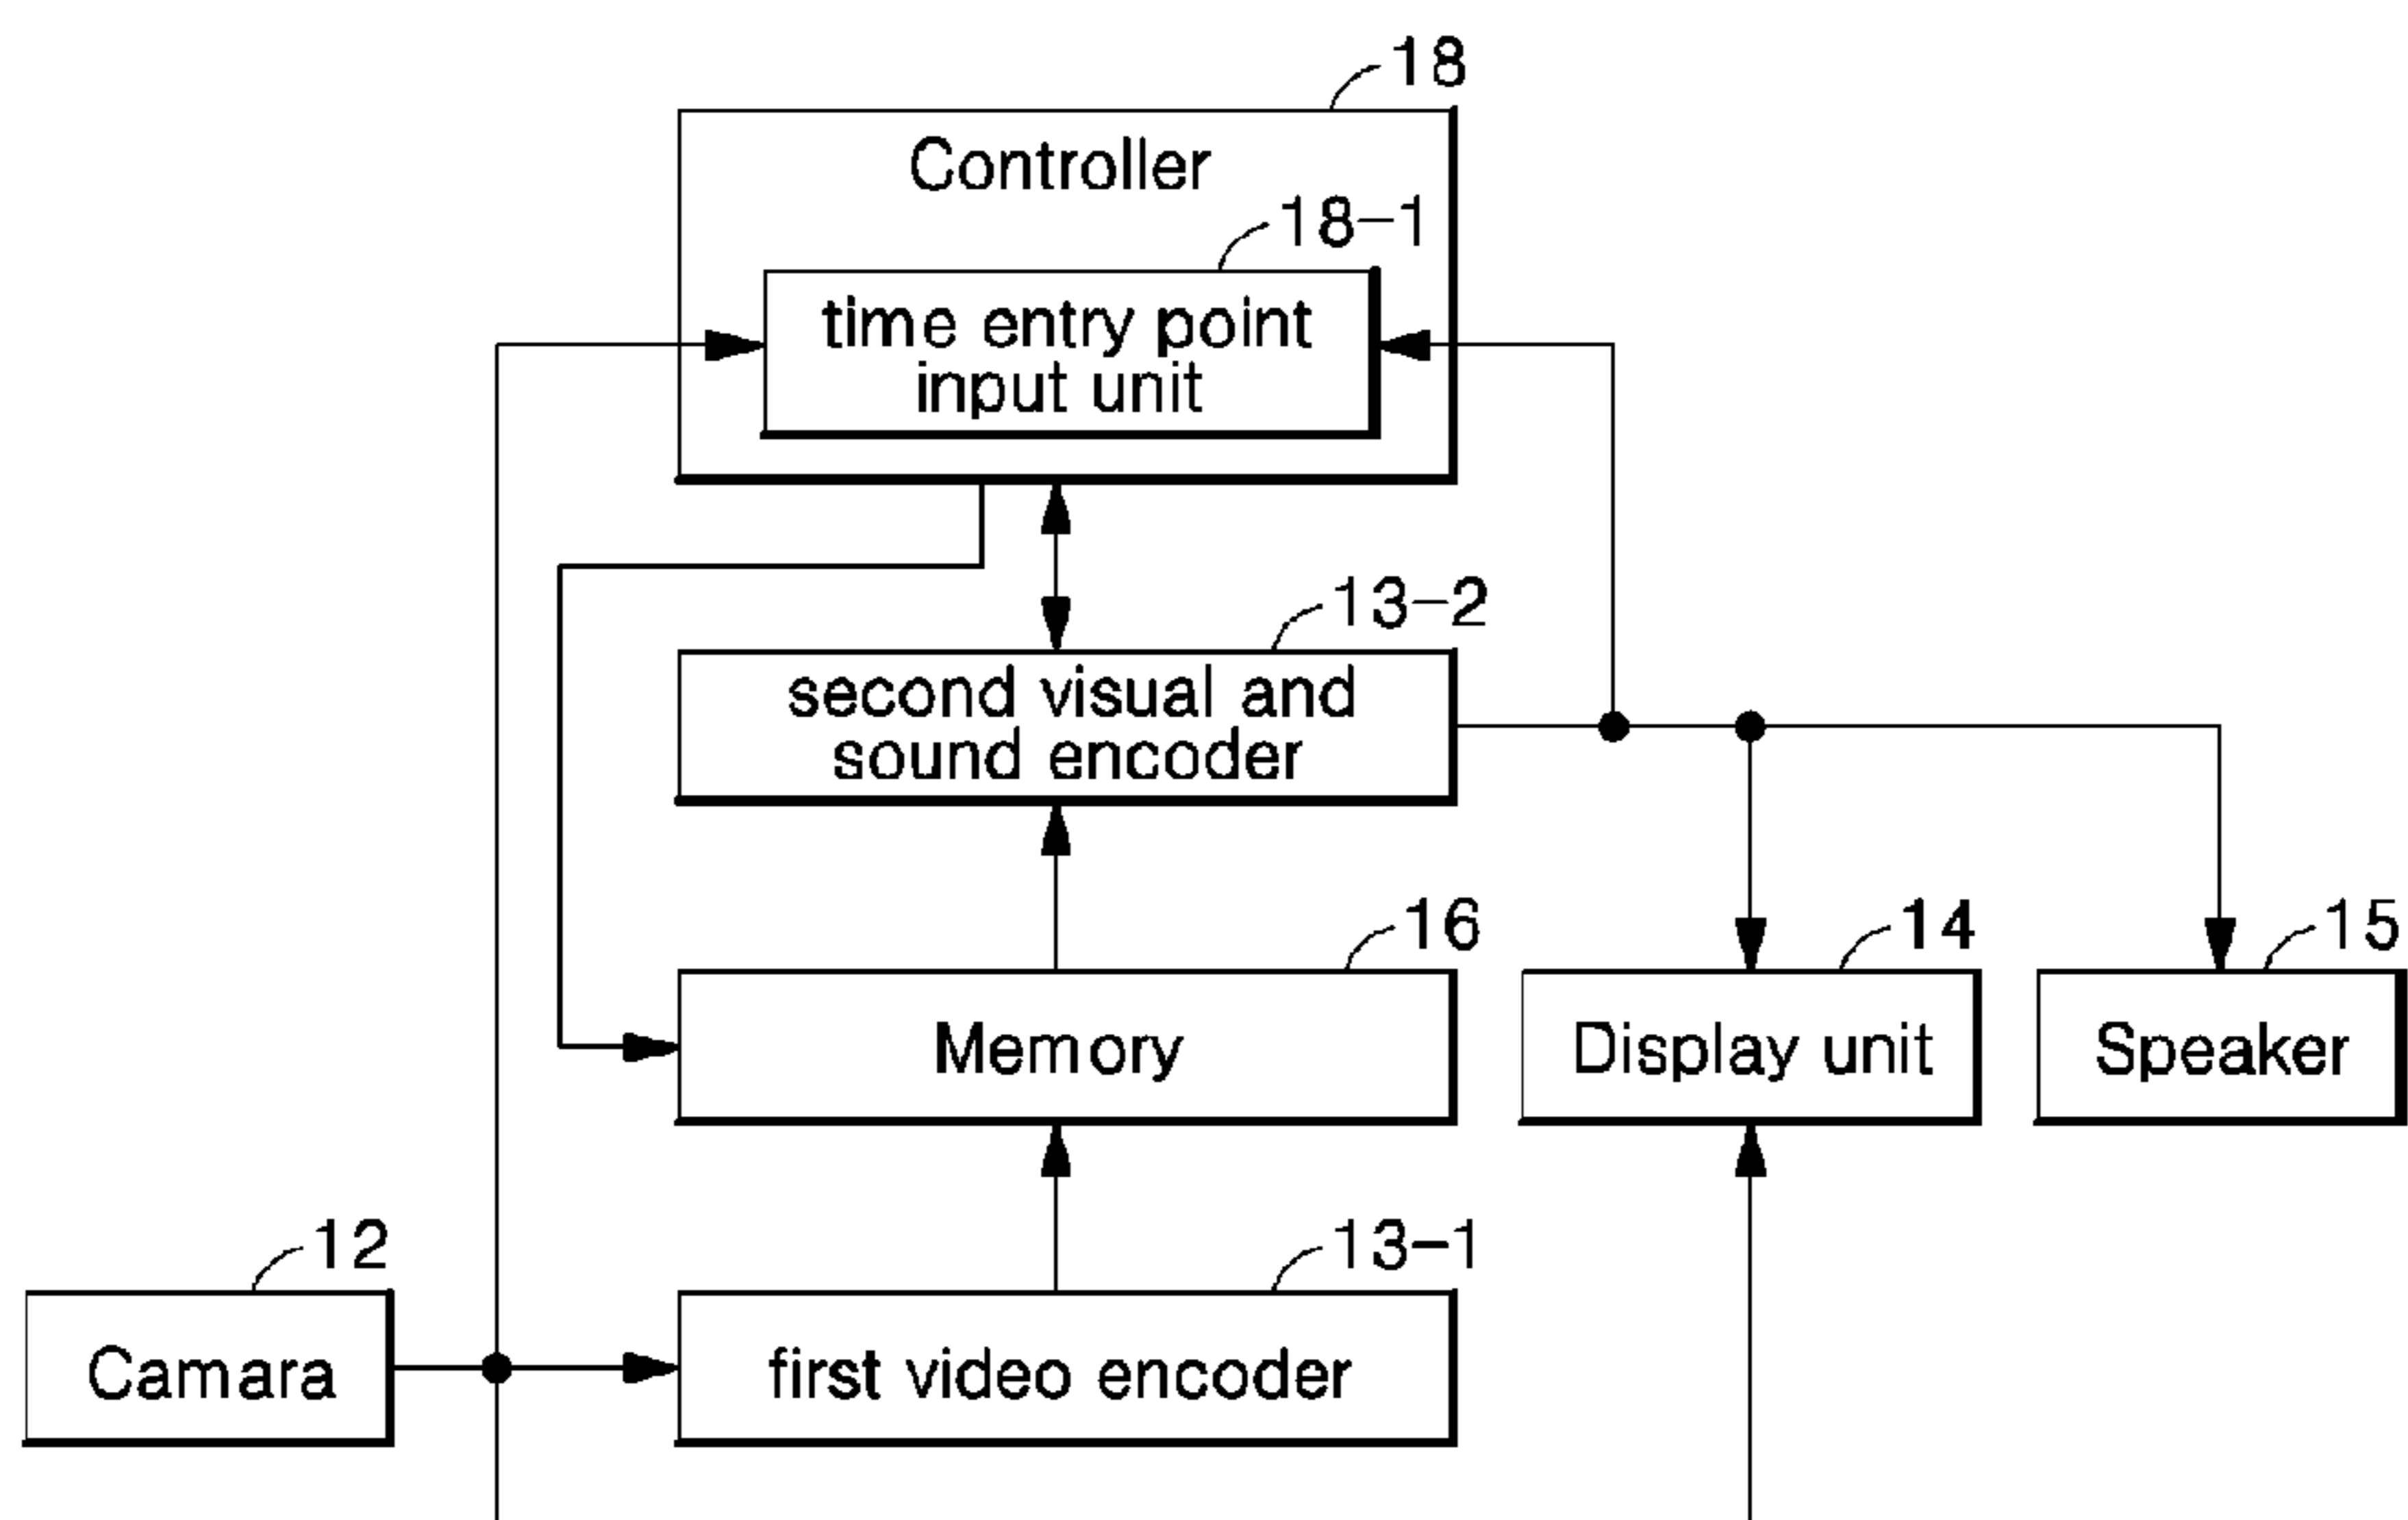 18
Controller
18-1
time entry point
input unit
13-2
second visual and
sound encoder
16
Memory
14
Display unit
15
Speaker
12
Camara
13-1
first video encoder